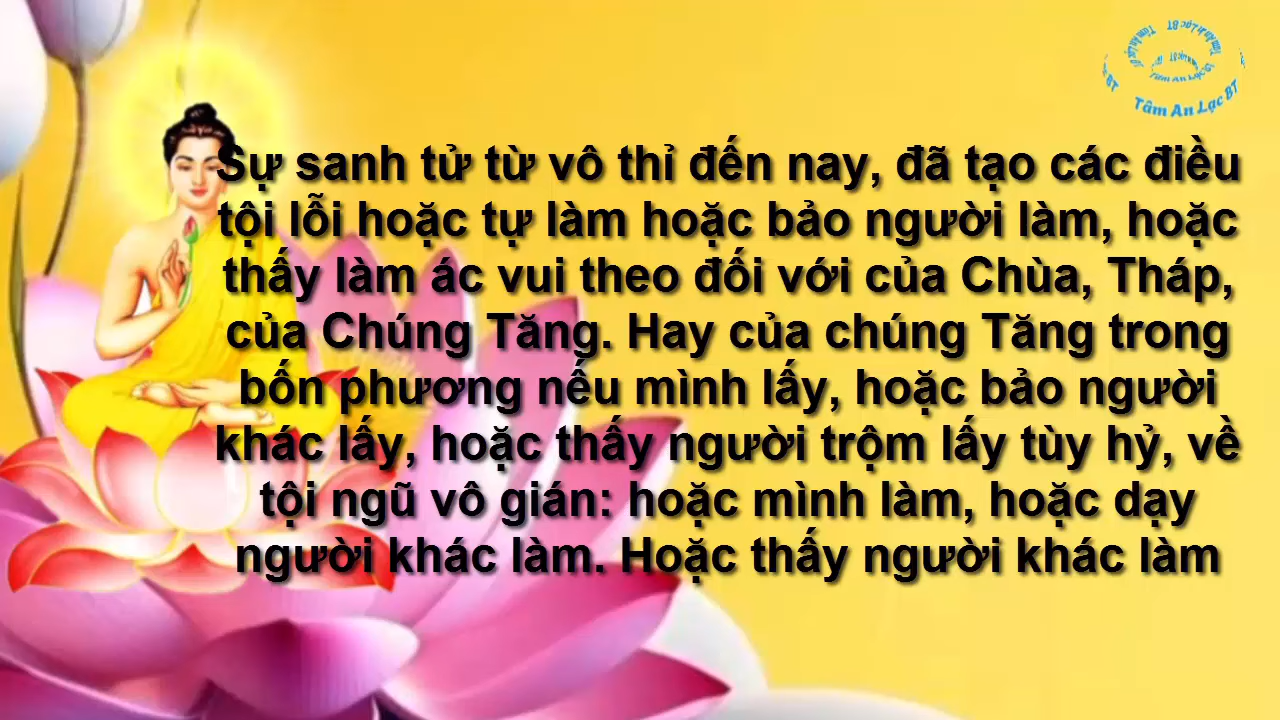 Tâm An Lạc BT
Sự sanh tử từ vô thỉ đến nay, đã tạo các điều
tội lỗi hoặc tự làm hoặc bảo người làm, hoặc
thấy làm ác vui theo đối với của Chùa, Tháp,
của Chúng Tăng. Hay của chúng Tăng trong
bốn phương nếu mình lấy, hoặc bảo người
khác lấy, hoặc thấy người trộm lấy tùy hỷ, về
tội ngũ vô gián: hoặc mình làm, hoặc dạy
người khác làm. Hoặc thấy người khác làm